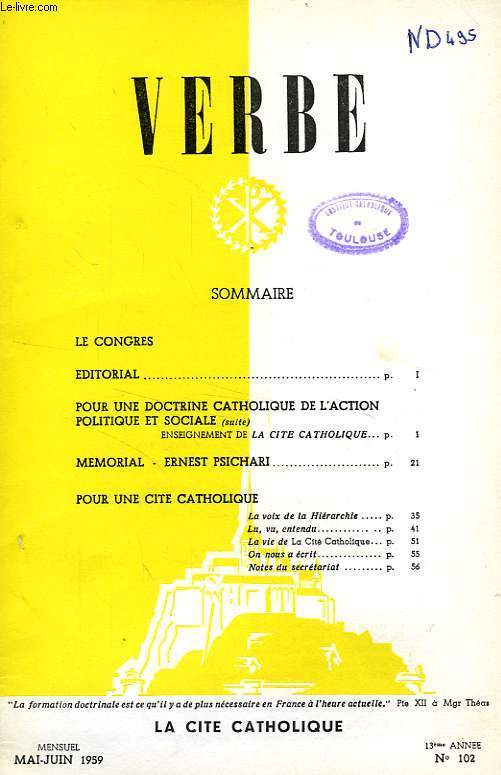 Le-livre.com
ND495
VERBE
INSTITUT CATHOLIQUE
DE
TOULOUSE
SOMMAIRE
LE CONGRES
EDITORIAL .................................................... p. I
POUR UNE DOCTRINE CATHOLIQUE DE L'ACTION
POLITIQUE ET SOCIALE (suite)
ENSEIGNEMENT DE LA CITE CATHOLIQUE... p. 1
MEMORIAL - ERNEST PSICHARI ....................... p. 21
POUR UNE CITE CATHOLIQUE
La voix de la Hiérarchie ..... p. 35
Lu, vu, entendu............. .. p. 41
La vie de La Cité Catholique... p. 51
On nous a écrit................ p. 55
Notes du secrétariat ......... p. 56
"La formation doctrinale est ce qu'il y a de plus nécessaire en France à l'heure actuelle." Pie XII à Mgr Théas
LA CITE CATHOLIQUE
MENSUEL
MAI-JUIN 1959
13ème ANNEE
N° 102